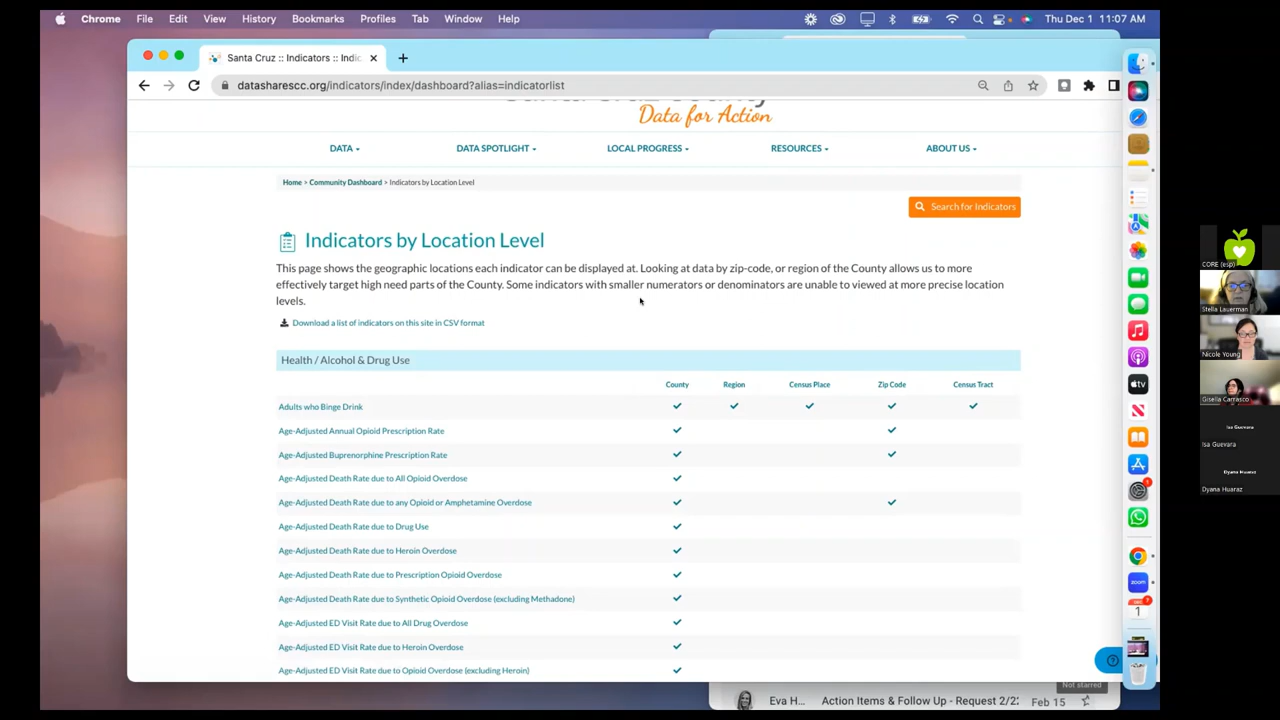 Chrome File Edit View History Bookmarks Profiles Tab Window Help Thu Dec 1 11:07 AM
Santa Cruz :: Indicators :: Indic
datasharescc.org/indicators/index/dashboard?alias=indicatorlist
Data for Action
DATA DATA SPOTLIGHT LOCAL PROGRESS RESOURCES ABOUT US
Home > Community Dashboard > Indicators by Location Level
Search for Indicators
Indicators by Location Level
This page shows the geographic locations each indicator can be displayed at. Looking at data by zip-code, or region of the County allows us to more
effectively target high need parts of the County. Some indicators with smaller numerators or denominators are unable to viewed at more precise location
levels.
Download a list of indicators on this site in CSV format
Health / Alcohol & Drug Use
County Region Census Place Zip Code Census Tract
Adults who Binge Drink
Age-Adjusted Annual Opioid Prescription Rate
Age-Adjusted Buprenorphine Prescription Rate
Age-Adjusted Death Rate due to All Opioid Overdose
Age-Adjusted Death Rate due to any Opioid or Amphetamine Overdose
Age-Adjusted Death Rate due to Drug Use
Age-Adjusted Death Rate due to Heroin Overdose
Age-Adjusted Death Rate due to Prescription Opioid Overdose
Age-Adjusted Death Rate due to Synthetic Opioid Overdose (excluding Methadone)
Age-Adjusted ED Visit Rate due to All Drug Overdose
Age-Adjusted ED Visit Rate due to Heroin Overdose
Age-Adjusted ED Visit Rate due to Opioid Overdose (excluding Heroin)
Not starred
Eva H... Action Items & Follow Up - Request 2/2 Feb 15
tv
zoom
1
CORE (esp)
Stella Lauerman
Nicole Young
Gisella Carrasco
Isa Guevara
Isa Guevara
Dyana Huaraz
Dyana Huaraz